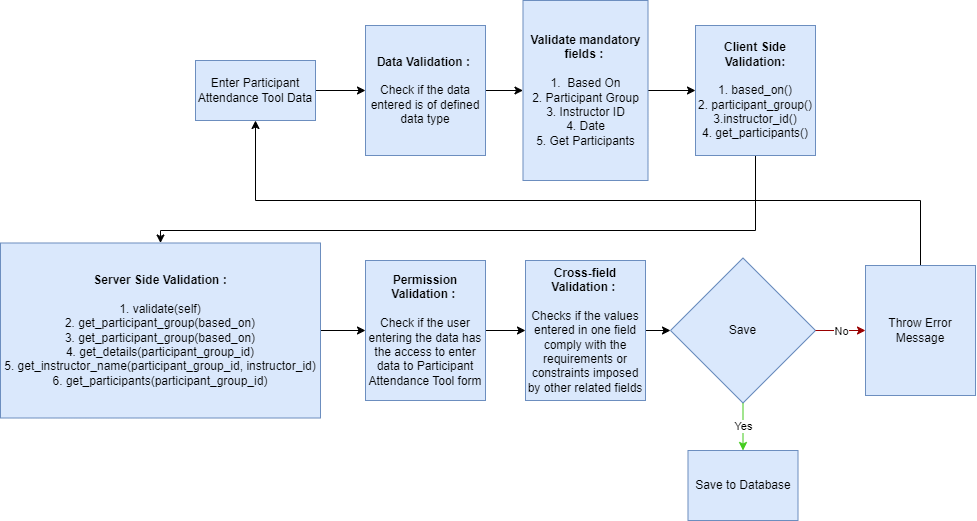 Enter Participant
Attendance Tool Data
Data Validation :
Check if the data
entered is of defined
data type
Validate mandatory
fields :
1. Based On
2. Participant Group
3. Instructor ID
4. Date
5. Get Participants
Client Side
Validation:
1. based_on()
2. participant_group()
3.instructor_id()
4. get_participants()
Server Side Validation :
1. validate(self)
2. get_participant_group(based_on)
3. get_participant_group(based_on)
4. get_details(participant_group_id)
5. get_instructor_name(participant_group_id, instructor_id)
6. get_participants(participant_group_id)
Permission
Validation :
Check if the user
entering the data has
the access to enter
data to Participant
Attendance Tool form
Cross-field
Validation :
Checks if the values
entered in one field
comply with the
requirements or
constraints imposed
by other related fields
Save
No
Throw Error
Message
Yes
Save to Database